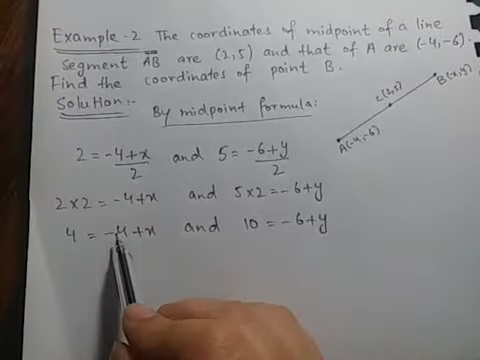 Example-2 The coordinates of midpoint of a line
segment AB are (2,5) and that of A are (-4,-6).
Find the coordinates of point B.
Solution:-
By midpoint formula:
A(-4,-6)
C(2,5)
B(x,y)
2 = -4+x/2 and 5 = -6+y/2
2×2 = -4+x and 5×2 = -6+y
4 = -4+x and 10 = -6+y